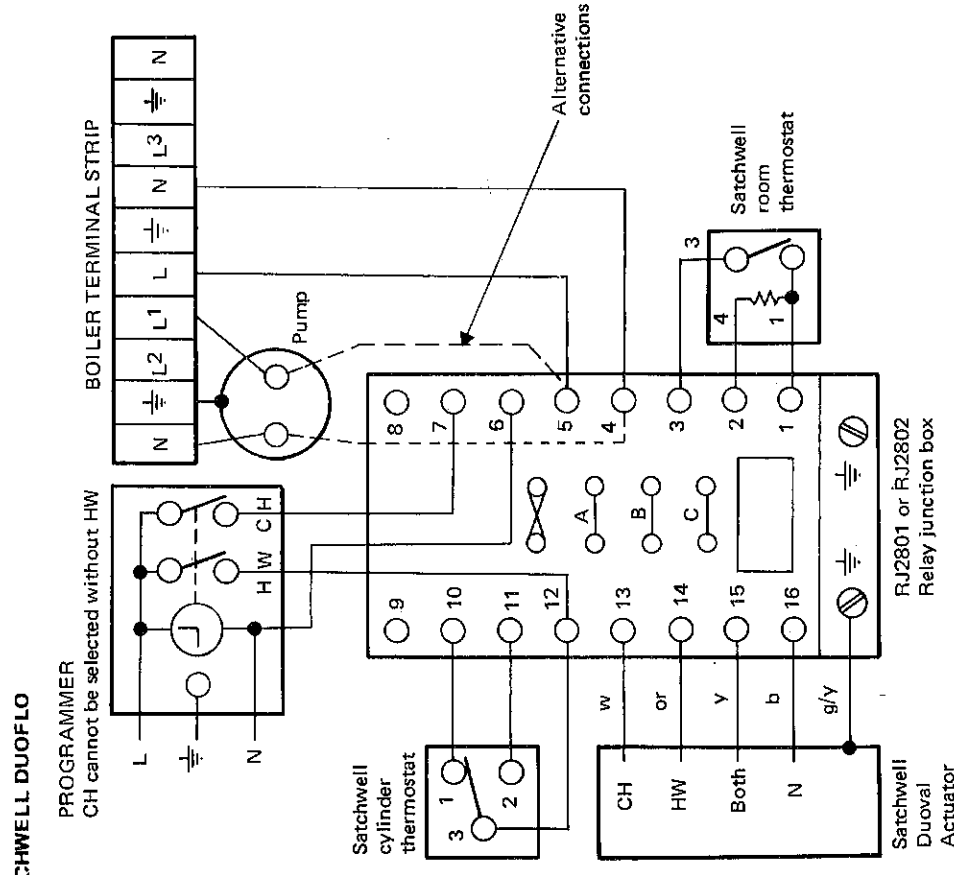 CHWELL DUOFLO
PROGRAMMER
CH cannot be selected without HW
L
N
H W
C H
BOILER TERMINAL STRIP
N
L2
L1
L
N
L3
N
Pump
Alternative
connections
Satchwell
cylinder
thermostat
1
3
2
9
10
11
12
13
14
15
16
8
7
6
5
4
3
2
1
A
B
C
Satchwell
room
thermostat
3
4
1
RJ2801 or RJ2802
Relay junction box
w
or
y
b
g/y
CH
HW
Both
N
Satchwell
Duoval
Actuator